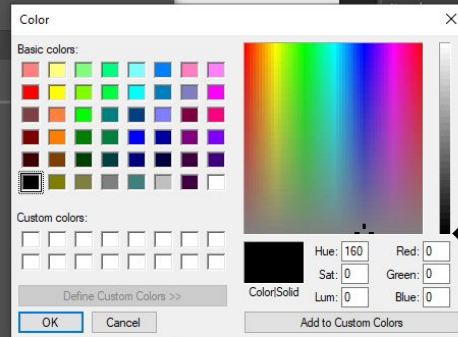 Color
Basic colors:
Custom colors:
Define Custom Colors >>
OK Cancel
Hue: 160 Red: 0
Sat: 0 Green: 0
Color|Solid Lum: 0 Blue: 0
Add to Custom Colors